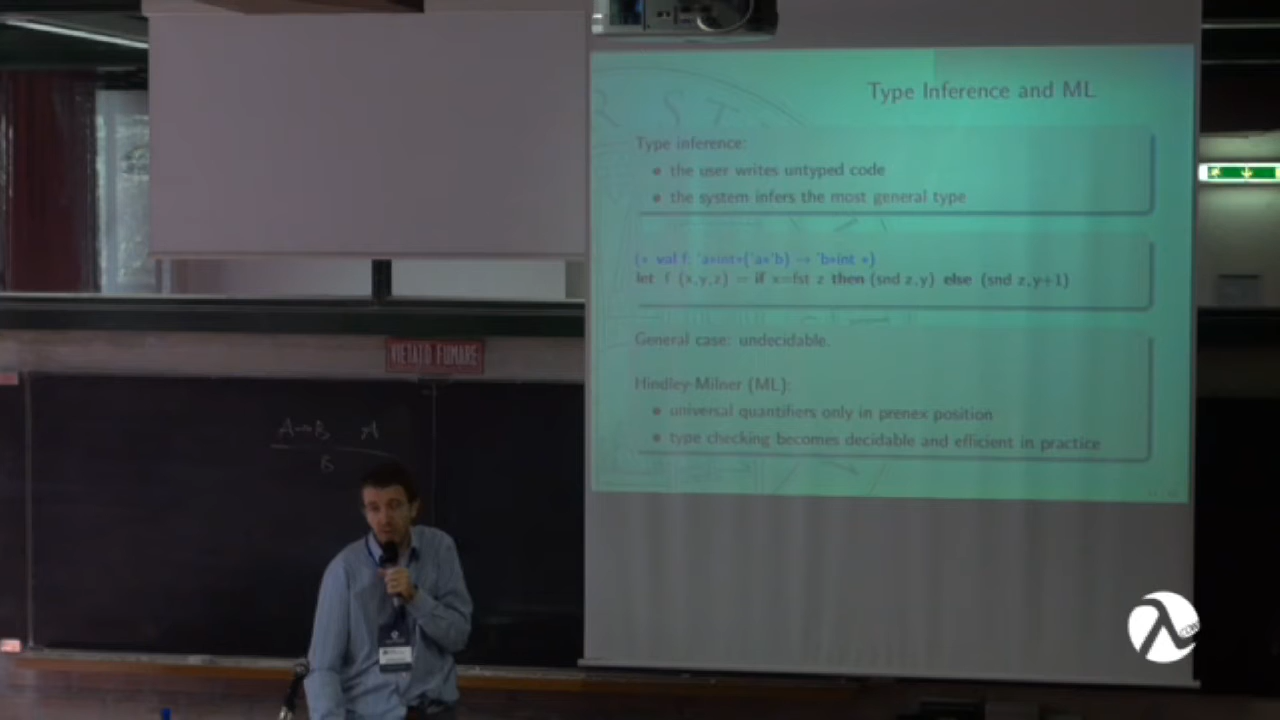 Type Inference and ML
Type inference:
• the user writes untyped code
• the system infers the most general type
(* val f: 'a*int*('a*'b) → 'b*int *)
let f (x,y,z) = if x=fst z then (snd z,y) else (snd z,y+1)
General case: undecidable.
Hindley-Milner (ML):
• universal quantifiers only in prenex position
• type checking becomes decidable and efficient in practice
VIETATO FUMARE
A→B A
B
λ
CON